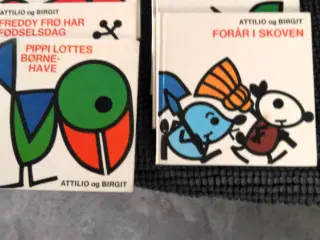 ATTILIO og BIRGIT
FREDDY FRØ HAR
FØDSELSDAG
PIPPI LOTTES
BØRNE-
HAVE
ATTILIO og BIRGIT
ATTILIO og BIRGIT
FORÅR I SKOVEN